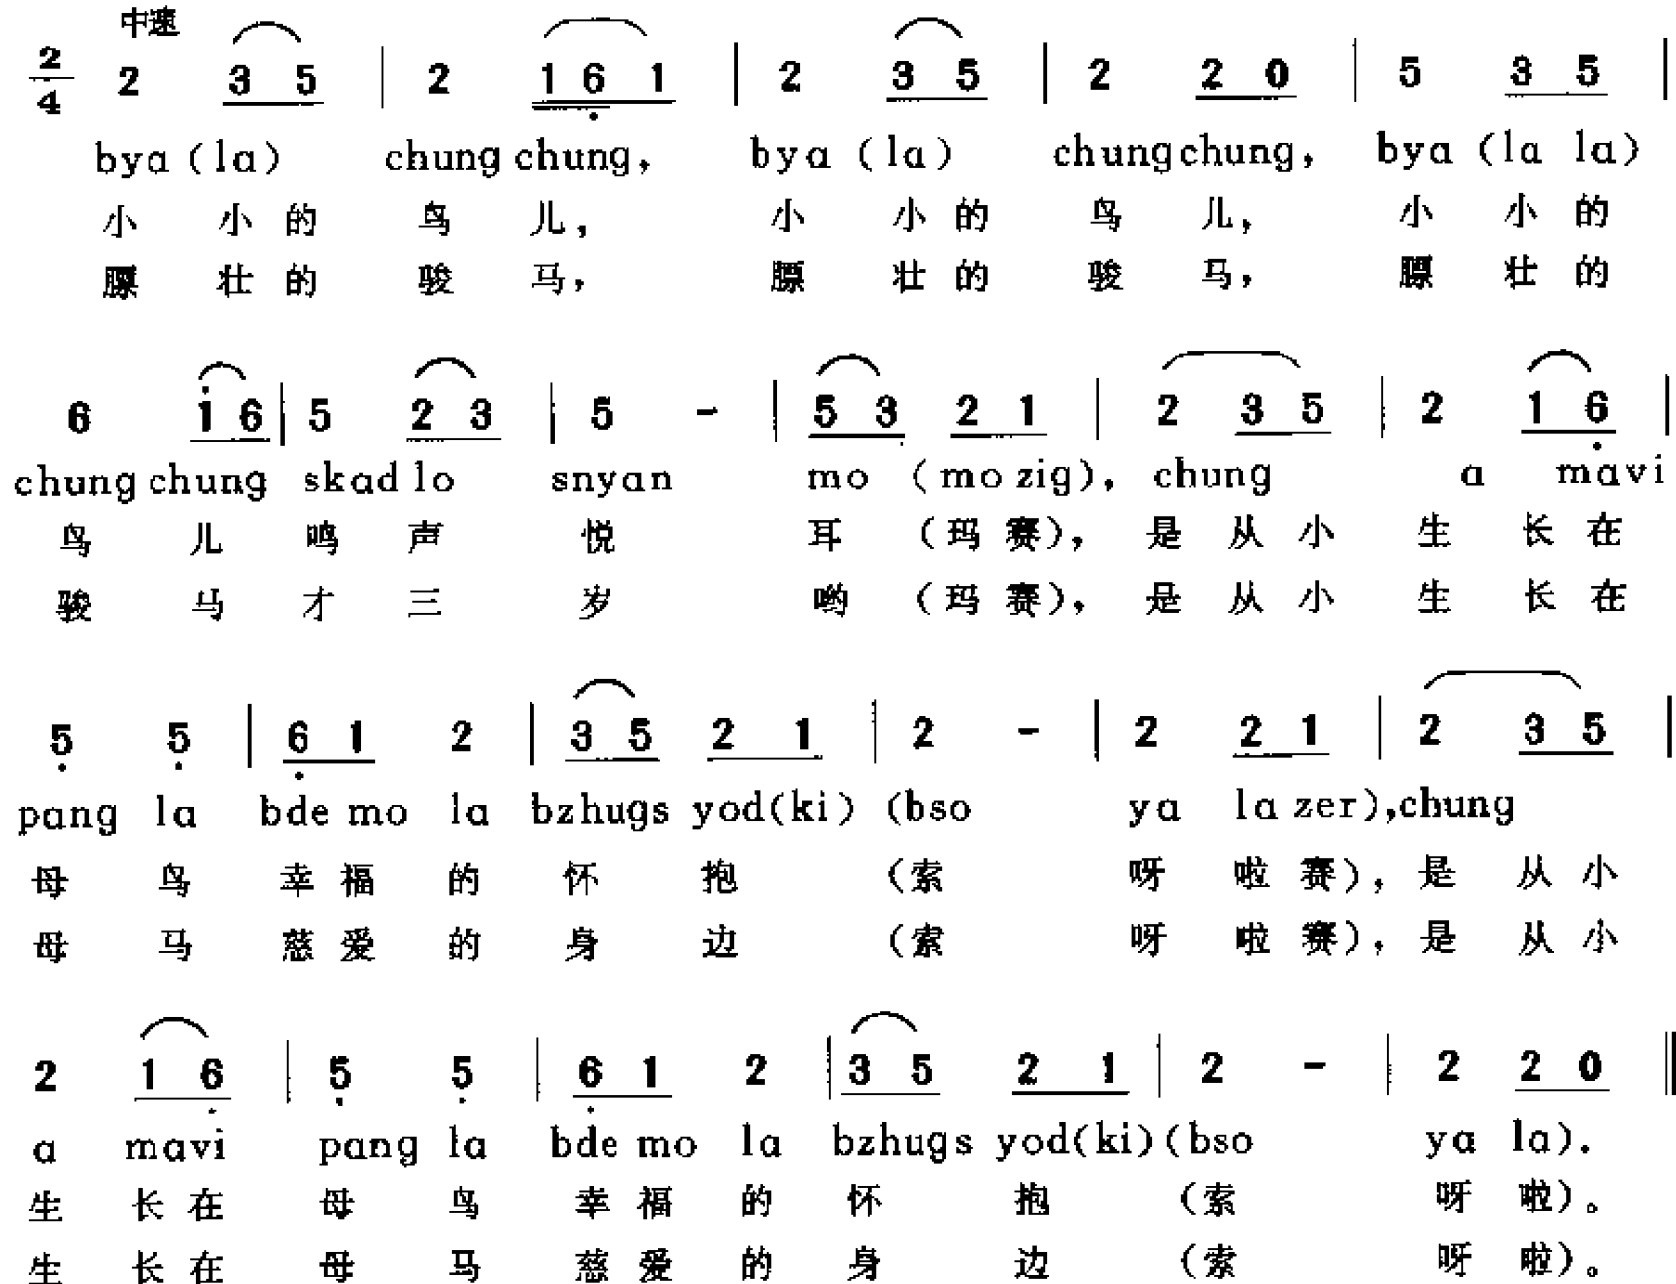 中速
2/4 2 3 5 | 2 1 6 1 | 2 3 5 | 2 2 0 | 5 3 5 |
bya (la) chung chung, bya (la) chung chung, bya (la la)
小 小 的 鸟 儿, 小 小 的 鸟 儿, 小 小 的
膘 壮 的 骏 马, 膘 壮 的 骏 马, 膘 壮 的
6 1 6 | 5 2 3 | 5 - | 5 3 2 1 | 2 3 5 | 2 1 6 |
chung chung skad lo snyan mo (mo zig), chung a mavi
鸟 儿 鸣 声 悦 耳 (玛 赛), 是 从 小 生 长 在
骏 马 才 三 岁 哟 (玛 赛), 是 从 小 生 长 在
5 5 | 6 1 2 | 3 5 2 1 | 2 - | 2 2 1 | 2 3 5 |
pang la bde mo la bzhugs yod(ki) (bso ya la zer), chung
母 鸟 幸 福 的 怀 抱 (索 呀 啦 赛), 是 从 小
母 马 慈 爱 的 身 边 (索 呀 啦 赛), 是 从 小
2 1 6 | 5 5 | 6 1 2 | 3 5 2 1 | 2 - | 2 2 0 ‖
a mavi pang la bde mo la bzhugs yod(ki) (bso ya la).
生 长 在 母 鸟 幸 福 的 怀 抱 (索 呀 啦)。
生 长 在 母 马 慈 爱 的 身 边 (索 呀 啦)。